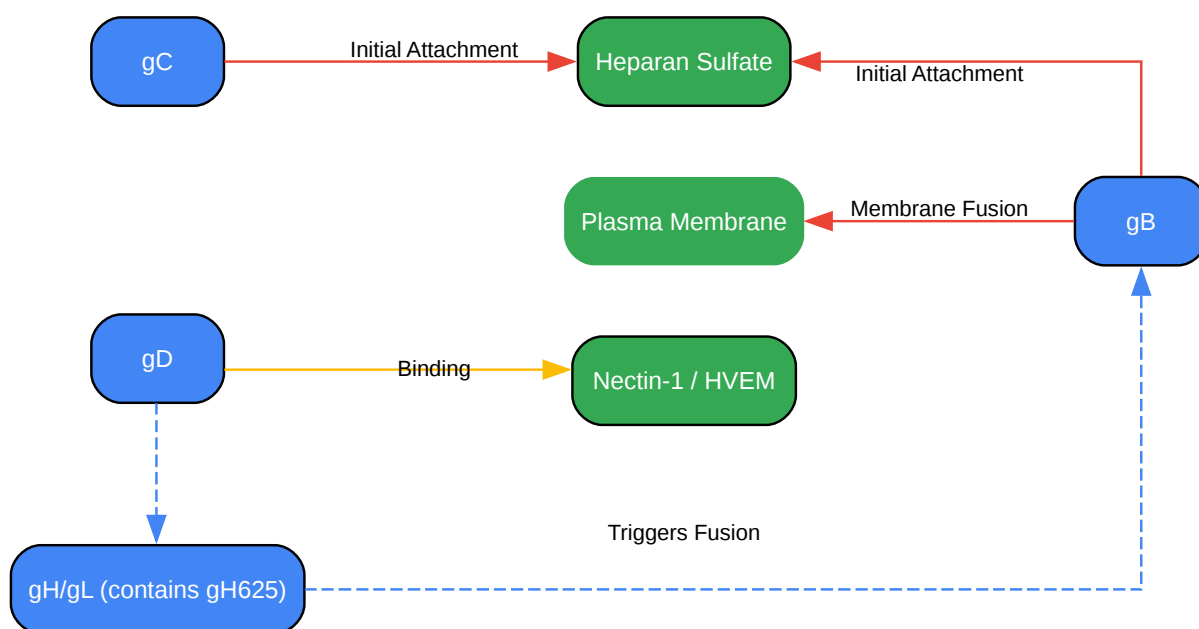 gC
Initial Attachment
Heparan Sulfate
Initial Attachment
Plasma Membrane
Membrane Fusion
gB
gD
Binding
Nectin-1 / HVEM
Triggers Fusion
gH/gL (contains gH625)